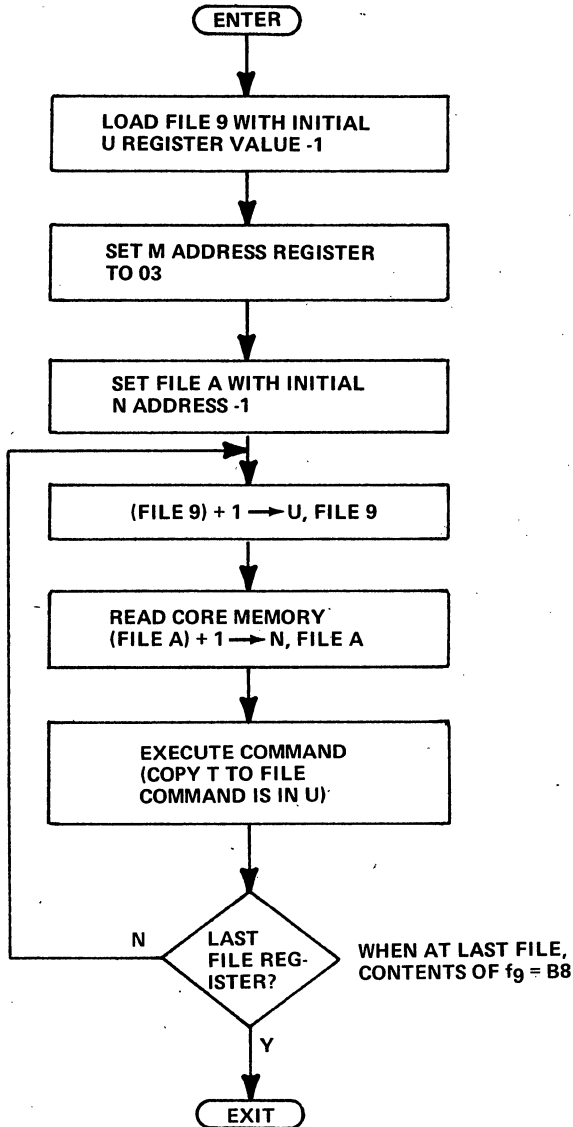 ENTER
LOAD FILE 9 WITH INITIAL
U REGISTER VALUE -1
SET M ADDRESS REGISTER
TO 03
SET FILE A WITH INITIAL
N ADDRESS -1
(FILE 9) + 1 → U, FILE 9
READ CORE MEMORY
(FILE A) + 1 → N, FILE A
EXECUTE COMMAND
(COPY T TO FILE
COMMAND IS IN U)
N
LAST
FILE REG-
ISTER?
WHEN AT LAST FILE,
CONTENTS OF f9 = B8
Y
EXIT